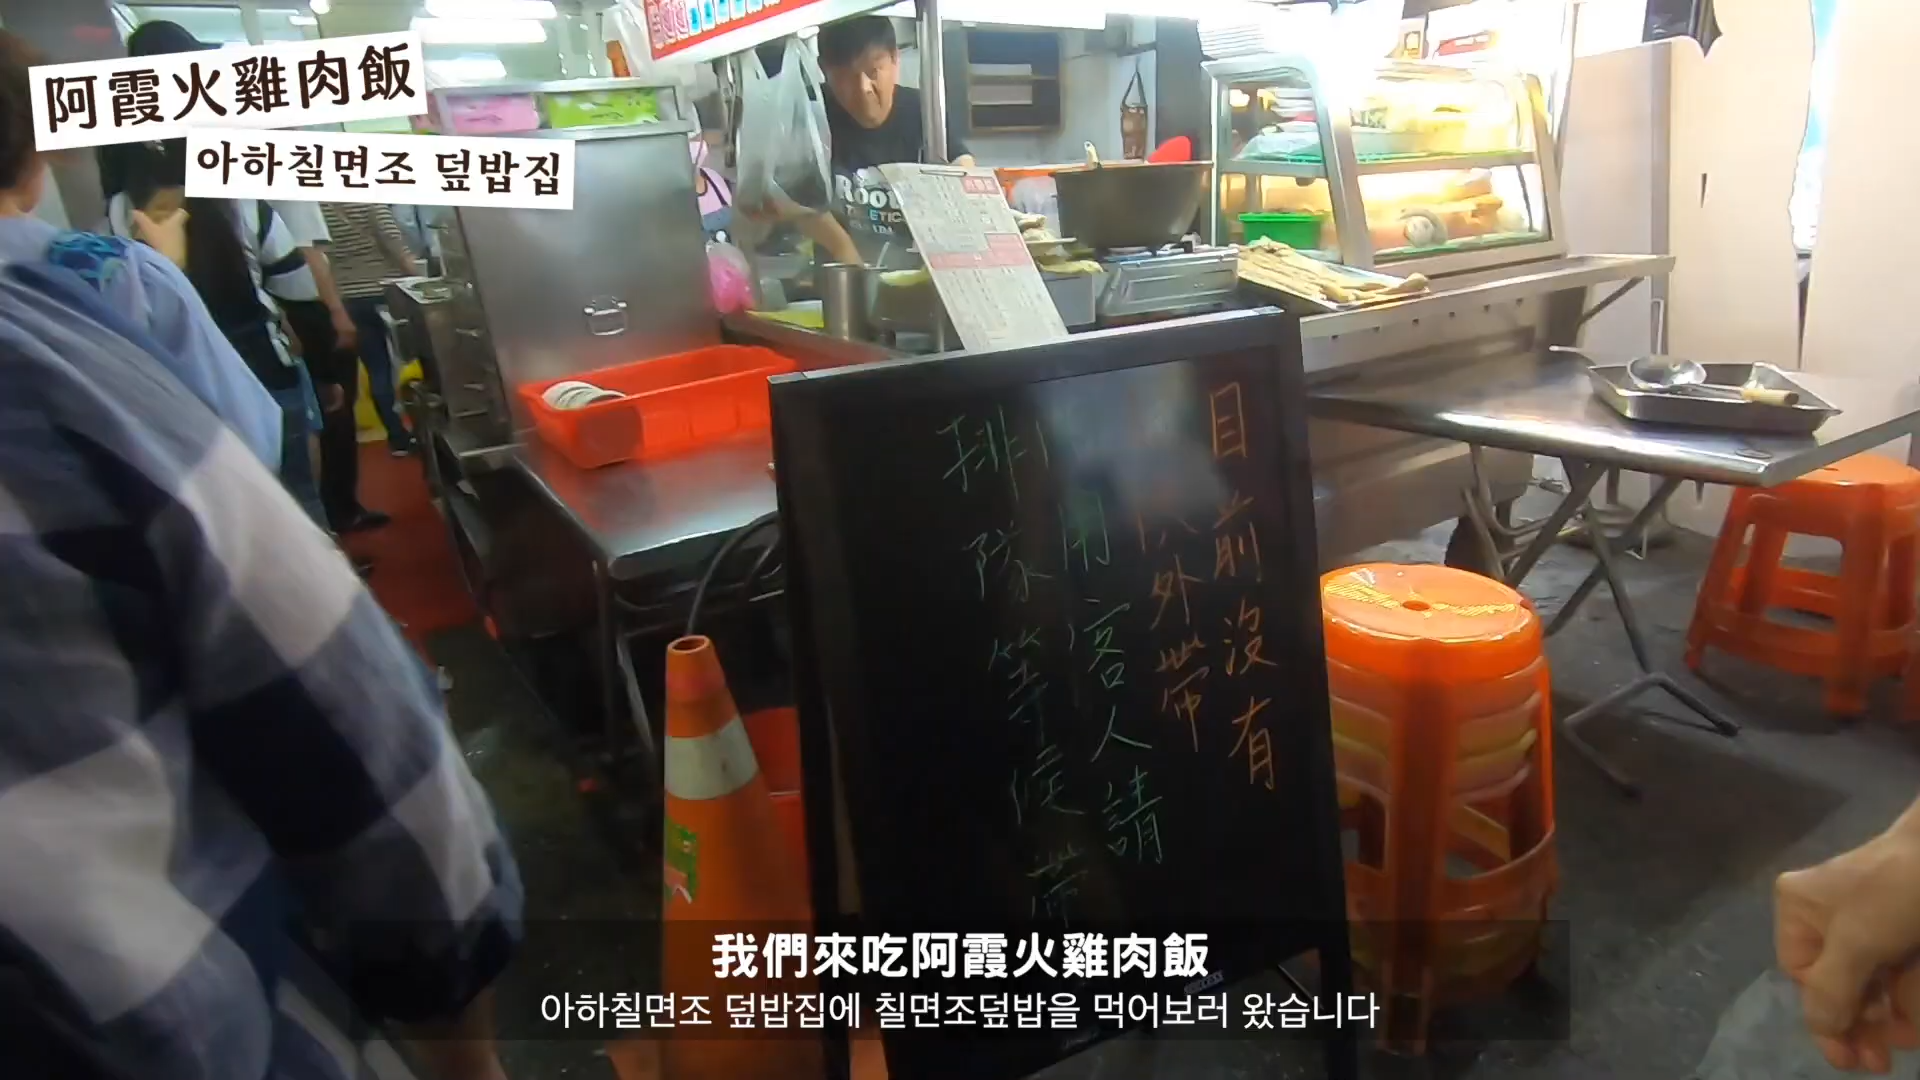 阿霞火雞肉飯
아하칠면조 덮밥집
目前沒有
外帶
用客人請
排隊等候帶
我們來吃阿霞火雞肉飯
아하칠면조 덮밥집에 칠면조덮밥을 먹어보러 왔습니다